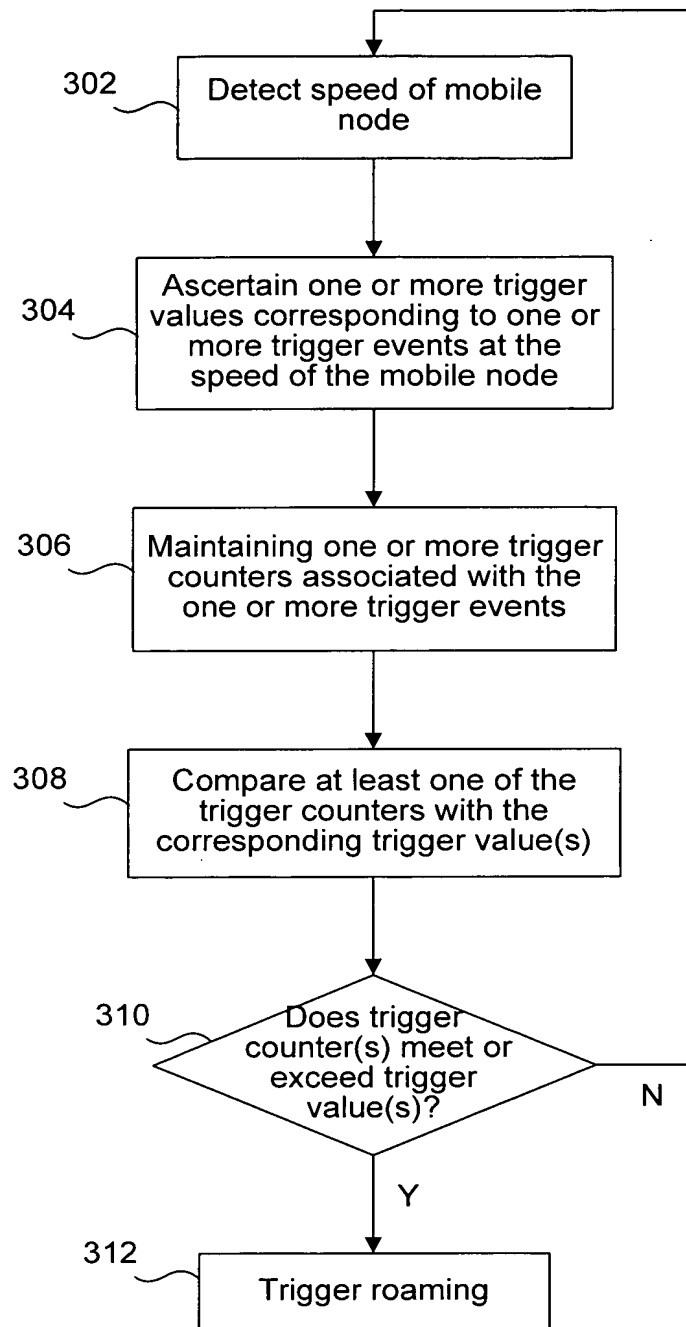 302
Detect speed of mobile
node
304
Ascertain one or more trigger
values corresponding to one or
more trigger events at the
speed of the mobile node
306
Maintaining one or more trigger
counters associated with the
one or more trigger events
308
Compare at least one of the
trigger counters with the
corresponding trigger value(s)
310
Does trigger
counter(s) meet or
exceed trigger
value(s)?
N
Y
312
Trigger roaming